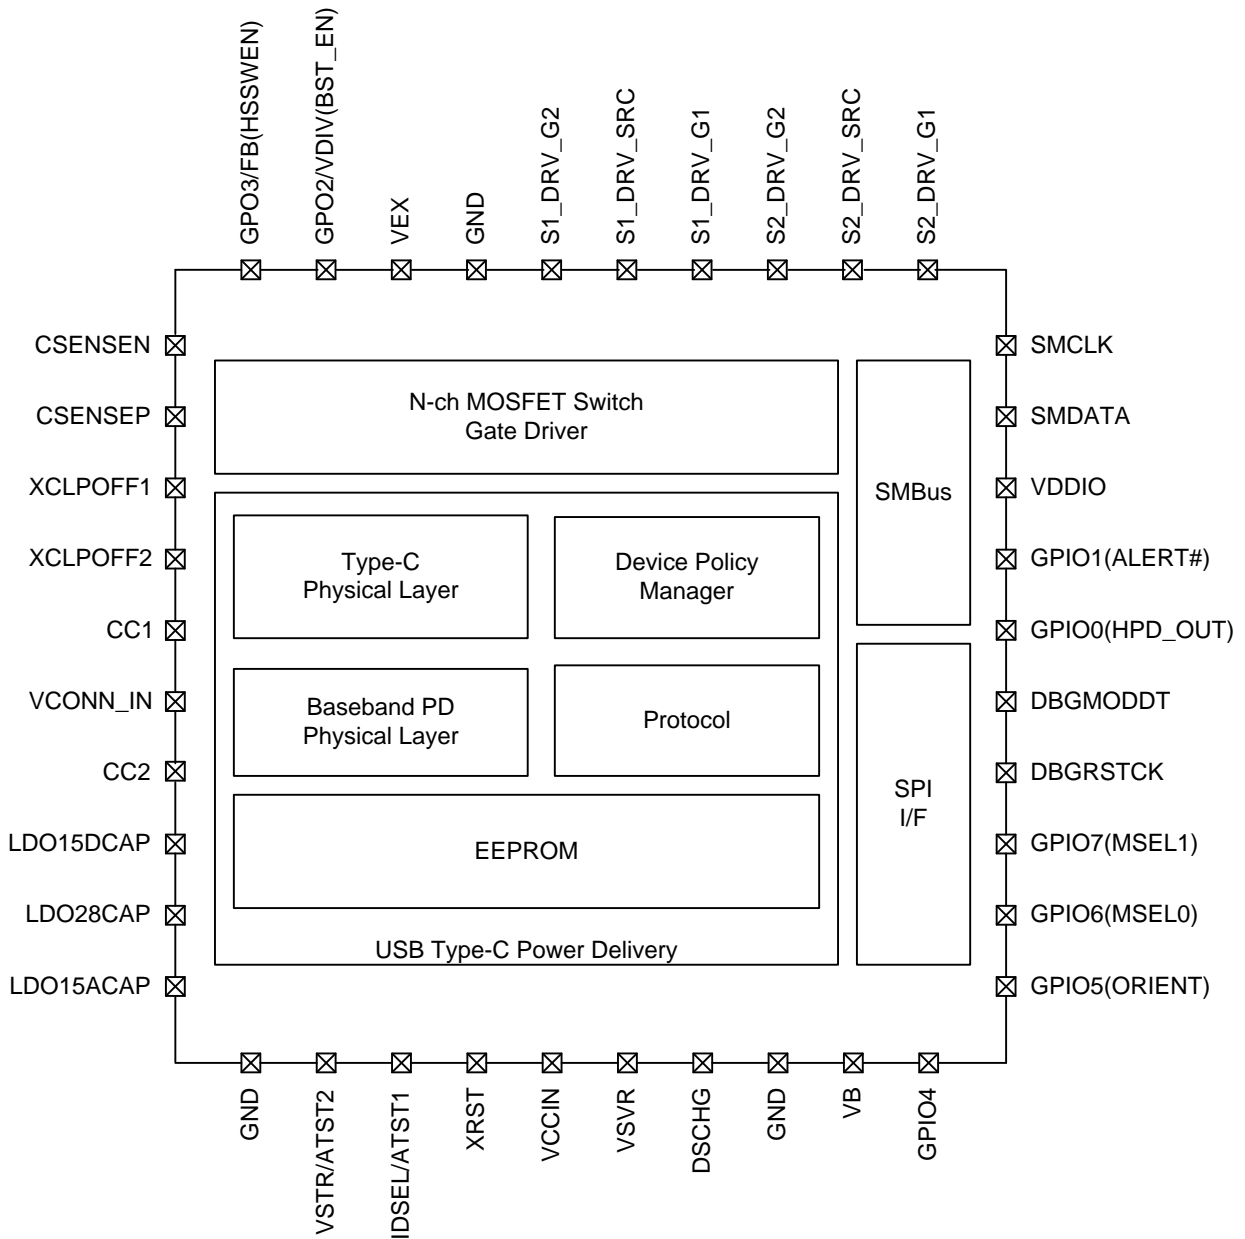 GPO3/FB(HSSWEN)
GPO2/VDIV(BST_EN)
VEX
GND
S1_DRV_G2
S1_DRV_SRC
S1_DRV_G1
S2_DRV_G2
S2_DRV_SRC
S2_DRV_G1
CSENSEN
CSENSEP
XCLPOFF1
XCLPOFF2
CC1
VCONN_IN
CC2
LDO15DCAP
LDO28CAP
LDO15ACAP
N-ch MOSFET Switch
Gate Driver
Type-C
Physical Layer
Device Policy
Manager
Baseband PD
Physical Layer
Protocol
EEPROM
USB Type-C Power Delivery
SMBus
SPI
I/F
SMCLK
SMDATA
VDDIO
GPIO1(ALERT#)
GPIO0(HPD_OUT)
DBGMODDT
DBGRSTCK
GPIO7(MSEL1)
GPIO6(MSEL0)
GPIO5(ORIENT)
GND
VSTR/ATST2
IDSEL/ATST1
XRST
VCCIN
VSVR
DSCHG
GND
VB
GPIO4